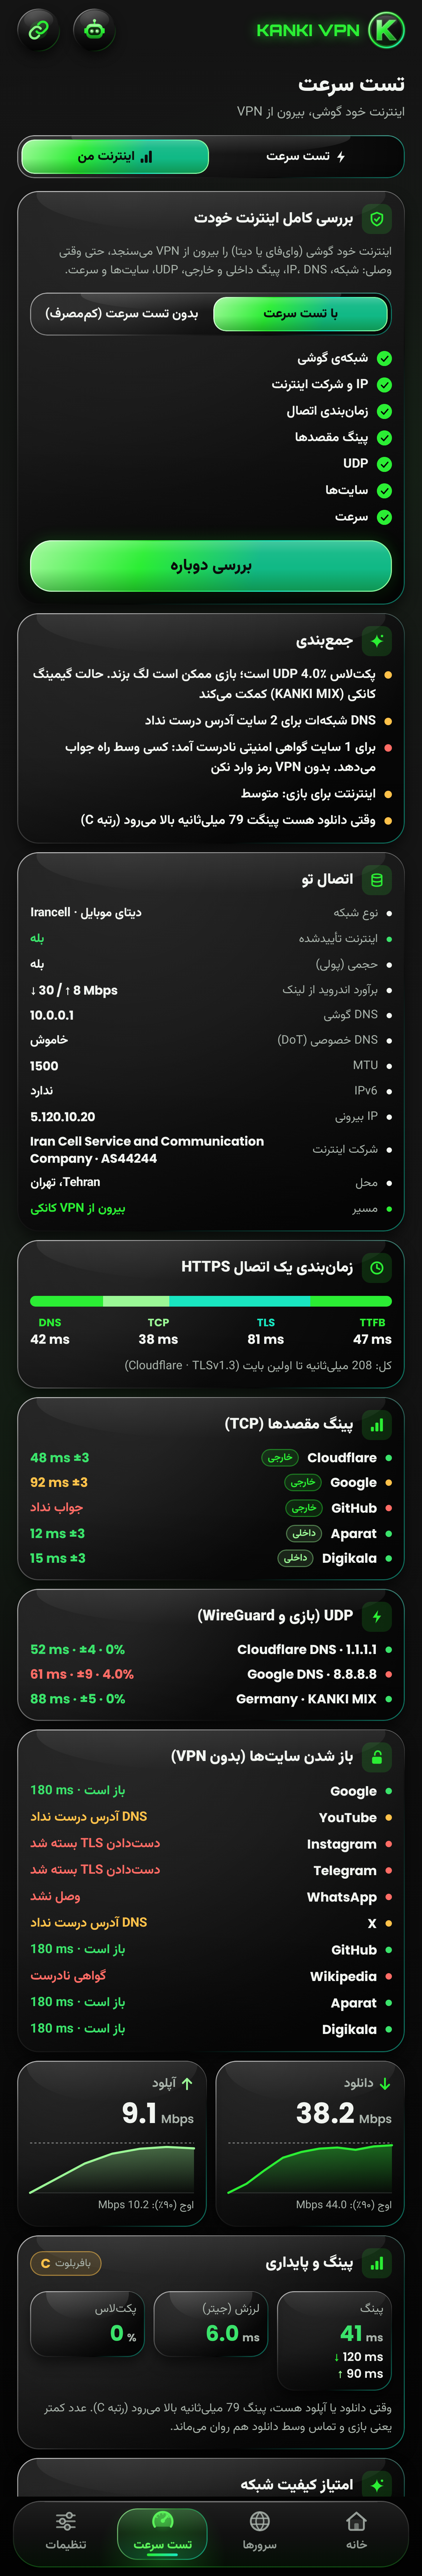 KANKI VPN
تست سرعت
اینترنت خود گوشی، بیرون از VPN
تست سرعت
اینترنت من
بررسی کامل اینترنت خودت
اینترنت خود گوشی (وای‌فای یا دیتا) را بیرون از VPN می‌سنجد، حتی وقتی
وصلی: شبکه، IP، DNS، پینگ داخلی و خارجی، UDP، سایت‌ها و سرعت.
با تست سرعت
بدون تست سرعت (کم‌مصرف)
شبکه‌ی گوشی
IP و شرکت اینترنت
زمان‌بندی اتصال
پینگ مقصدها
UDP
سایت‌ها
سرعت
بررسی دوباره
جمع‌بندی
پکت‌لاس UDP 4.0٪ است؛ بازی ممکن است لگ بزند. حالت گیمینگ
کانکی (KANKI MIX) کمکت می‌کند
DNS شبکه‌ات برای 2 سایت آدرس درست نداد
برای 1 سایت گواهی امنیتی نادرست آمد: کسی وسط راه جواب
می‌دهد. بدون VPN رمز وارد نکن
اینترنتت برای بازی: متوسط
وقتی دانلود هست پینگت 79 میلی‌ثانیه بالا می‌رود (رتبه C)
اتصال تو
نوع شبکه
دیتای موبایل · Irancell
اینترنت تأییدشده
بله
حجمی (پولی)
بله
برآورد اندروید از لینک
↓ 30 / ↑ 8 Mbps
DNS گوشی
10.0.0.1
DNS خصوصی (DoT)
خاموش
MTU
1500
IPv6
ندارد
IP بیرونی
5.120.10.20
شرکت اینترنت
Iran Cell Service and Communication
Company · AS44244
محل
Tehran، تهران
مسیر
بیرون از VPN کانکی
زمان‌بندی یک اتصال HTTPS
DNS
TCP
TLS
TTFB
42 ms
38 ms
81 ms
47 ms
کل: 208 میلی‌ثانیه تا اولین بایت (Cloudflare · TLSv1.3)
پینگ مقصدها (TCP)
Cloudflare
خارجی
48 ms ±3
Google
خارجی
92 ms ±3
GitHub
خارجی
جواب نداد
Aparat
داخلی
12 ms ±3
Digikala
داخلی
15 ms ±3
UDP (بازی و WireGuard)
Cloudflare DNS · 1.1.1.1
52 ms · ±4 · 0%
Google DNS · 8.8.8.8
61 ms · ±9 · 4.0%
Germany · KANKI MIX
88 ms · ±5 · 0%
باز شدن سایت‌ها (بدون VPN)
Google
باز است · 180 ms
YouTube
DNS آدرس درست نداد
Instagram
دست‌دادن TLS بسته شد
Telegram
دست‌دادن TLS بسته شد
WhatsApp
وصل نشد
X
DNS آدرس درست نداد
GitHub
باز است · 180 ms
Wikipedia
گواهی نادرست
Aparat
باز است · 180 ms
Digikala
باز است · 180 ms
دانلود
38.2 Mbps
اوج (۹۰٪): 44.0 Mbps
آپلود
9.1 Mbps
اوج (۹۰٪): 10.2 Mbps
پینگ و پایداری
بافربلوت C
پینگ
41 ms
↓ 120 ms
↑ 90 ms
لرزش (جیتر)
6.0 ms
پکت‌لاس
0 %
وقتی دانلود یا آپلود هست، پینگ 79 میلی‌ثانیه بالا می‌رود (رتبه C). عدد کمتر
یعنی بازی و تماس وسط دانلود هم روان می‌ماند.
امتیاز کیفیت شبکه
خانه
سرورها
تست سرعت
تنظیمات